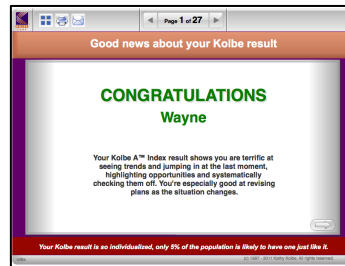 Page 1 of 27
Good news about your Kolbe result
CONGRATULATIONS
Wayne
Your Kolbe A™ Index result shows you are terrific at
seeing trends and jumping in at the last moment,
highlighting opportunities and systematically
checking them off. You're especially good at revising
plans as the situation changes.
Your Kolbe result is so individualized, only 5% of the population is likely to have one just like it.
(c) 1997 - 2011 Kathy Kolbe. All rights reserved.